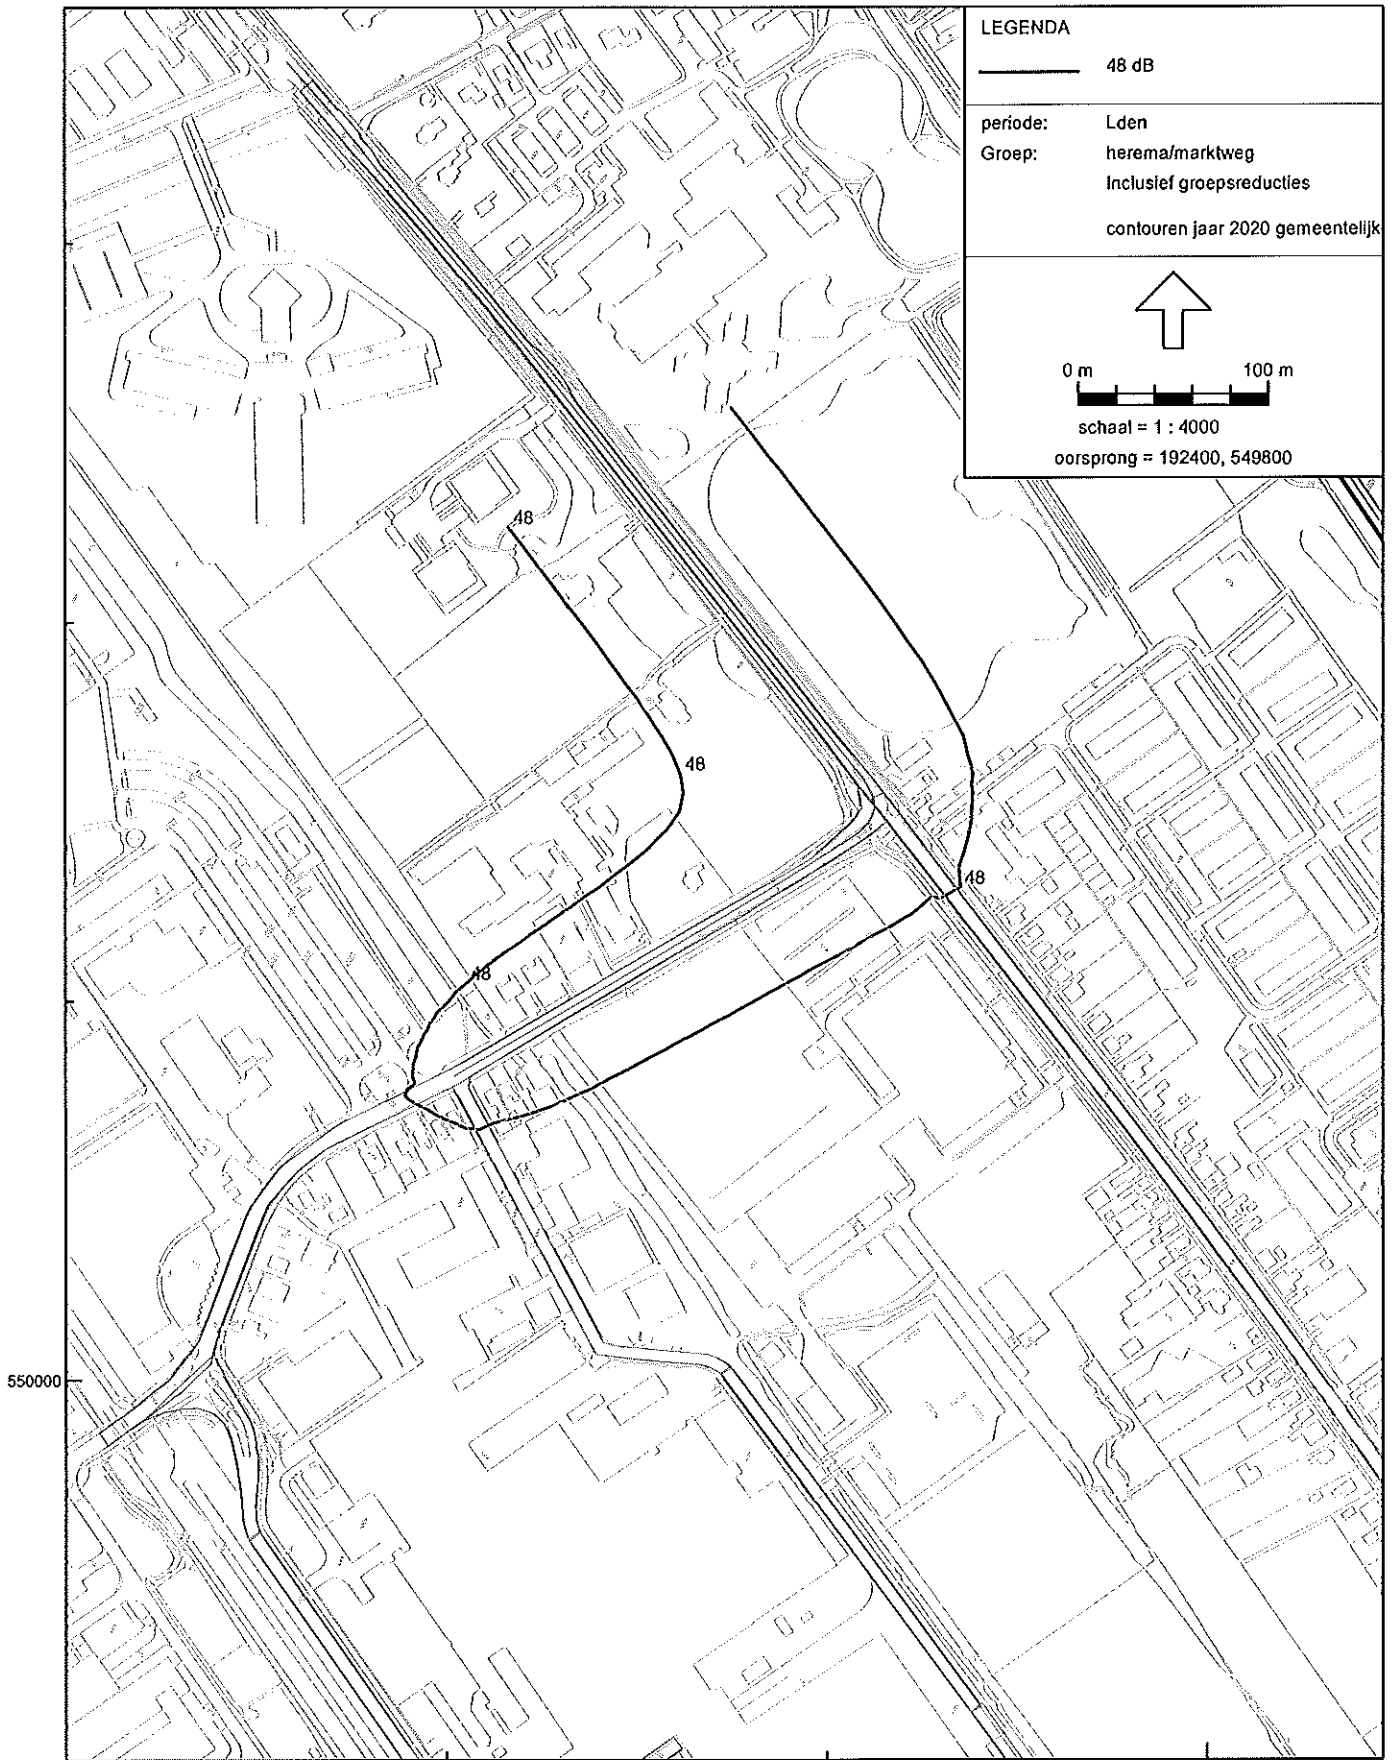 LEGENDA
48 dB
periode: Lden
Groep: herema/marktweg
Inclusief groepsreducties
contouren jaar 2020 gemeentelijk
0 m 100 m
schaal = 1 : 4000
oorsprong = 192400, 549800
48
48
48
48
550000